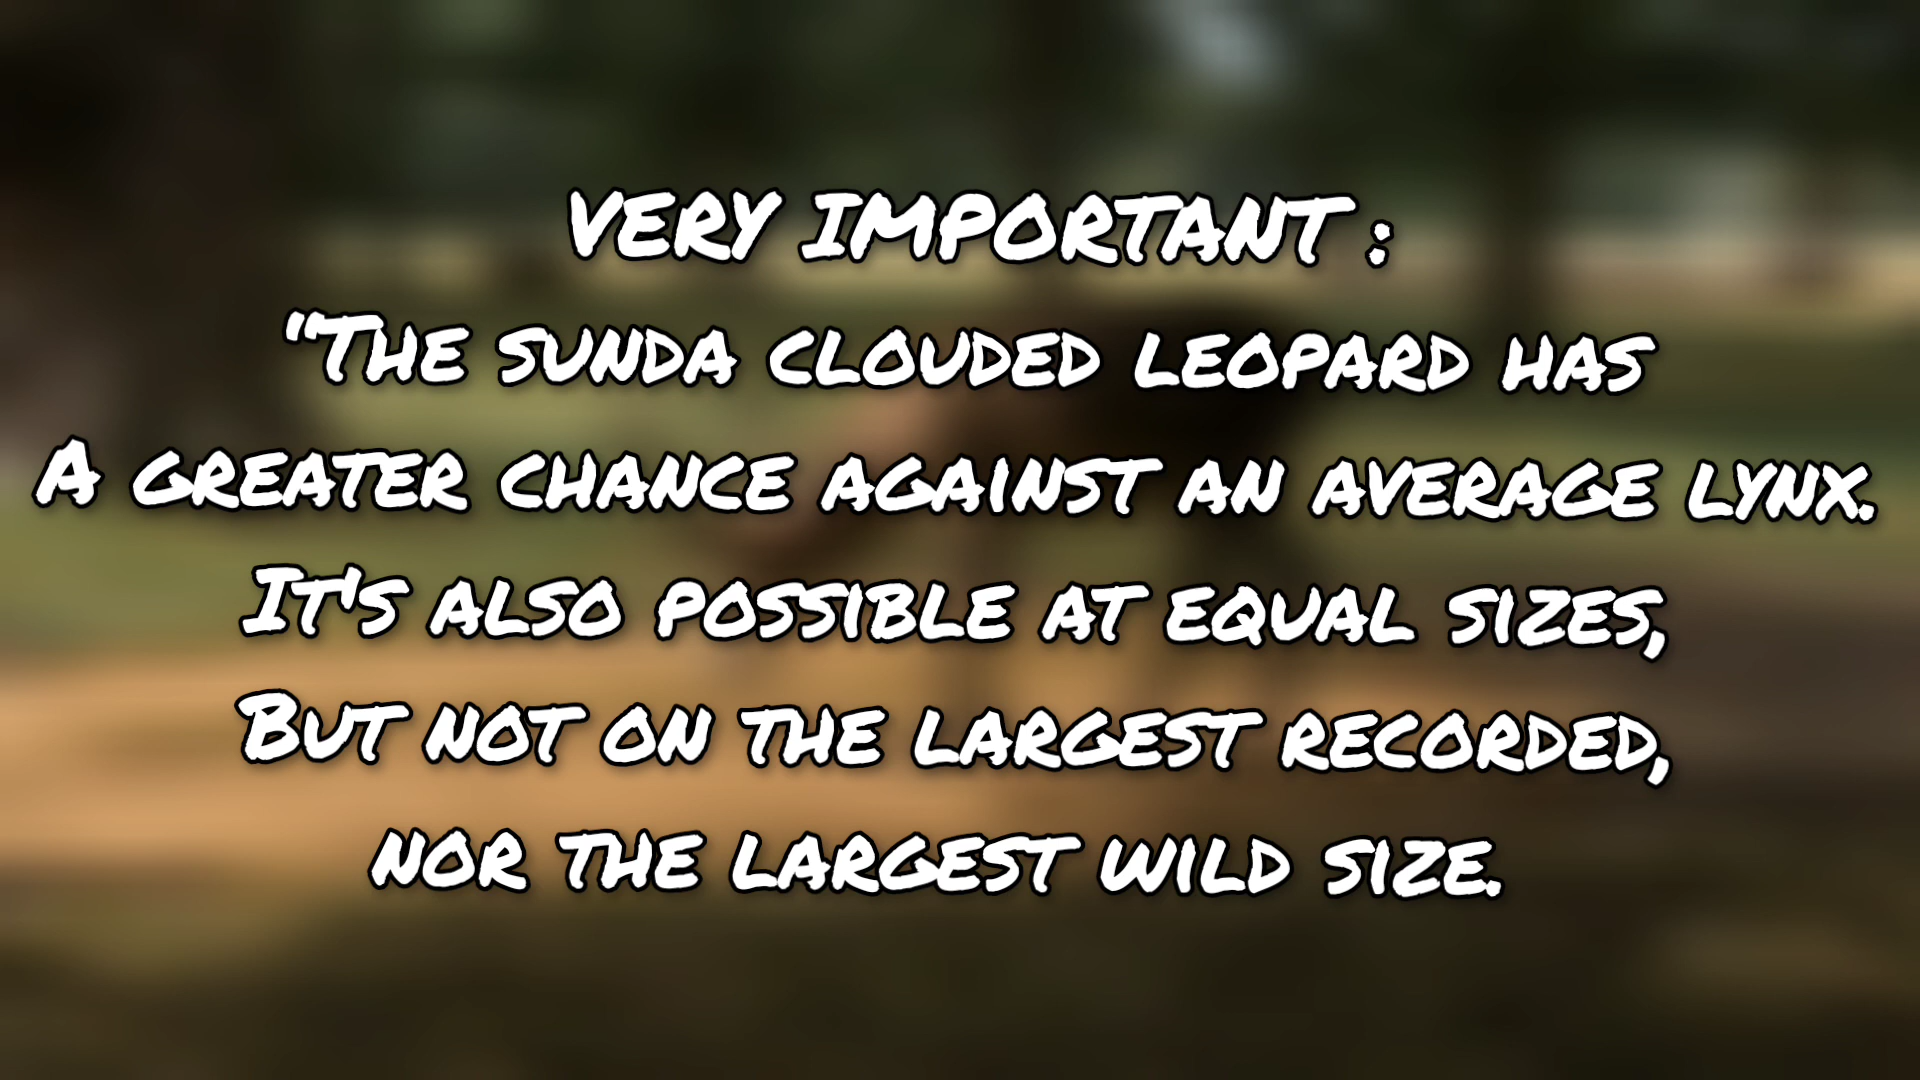 VERY IMPORTANT :
“The sunda clouded leopard has
A greater chance against an average lynx.
It's also possible at equal sizes,
But not on the largest recorded,
nor the largest wild size.